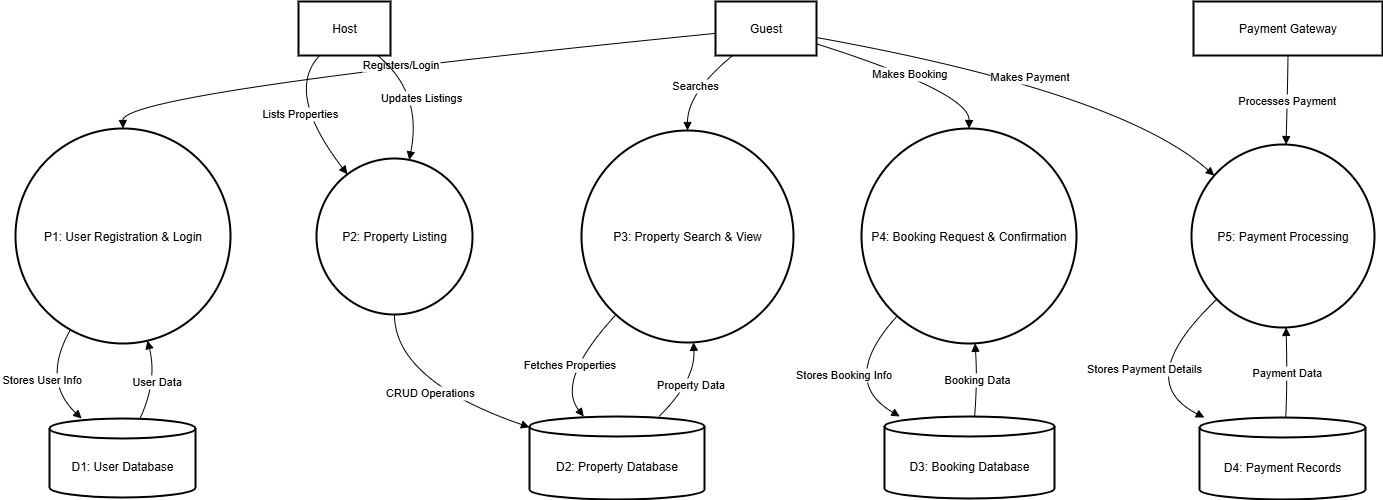 Host
Guest
Payment Gateway
Registers/Login
Lists Properties
Updates Listings
Searches
Makes Booking
Makes Payment
Processes Payment
P1: User Registration & Login
P2: Property Listing
P3: Property Search & View
P4: Booking Request & Confirmation
P5: Payment Processing
Stores User Info
User Data
CRUD Operations
Fetches Properties
Property Data
Stores Booking Info
Booking Data
Stores Payment Details
Payment Data
D1: User Database
D2: Property Database
D3: Booking Database
D4: Payment Records